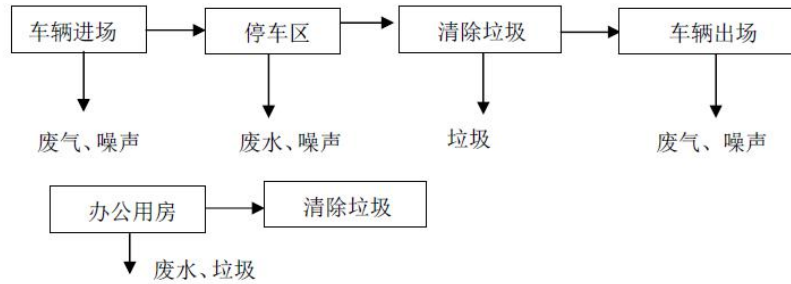 车辆进场 停车区 清除垃圾 车辆出场
废气、噪声 废水、噪声 垃圾 废气、噪声
办公用房 清除垃圾
废水、垃圾